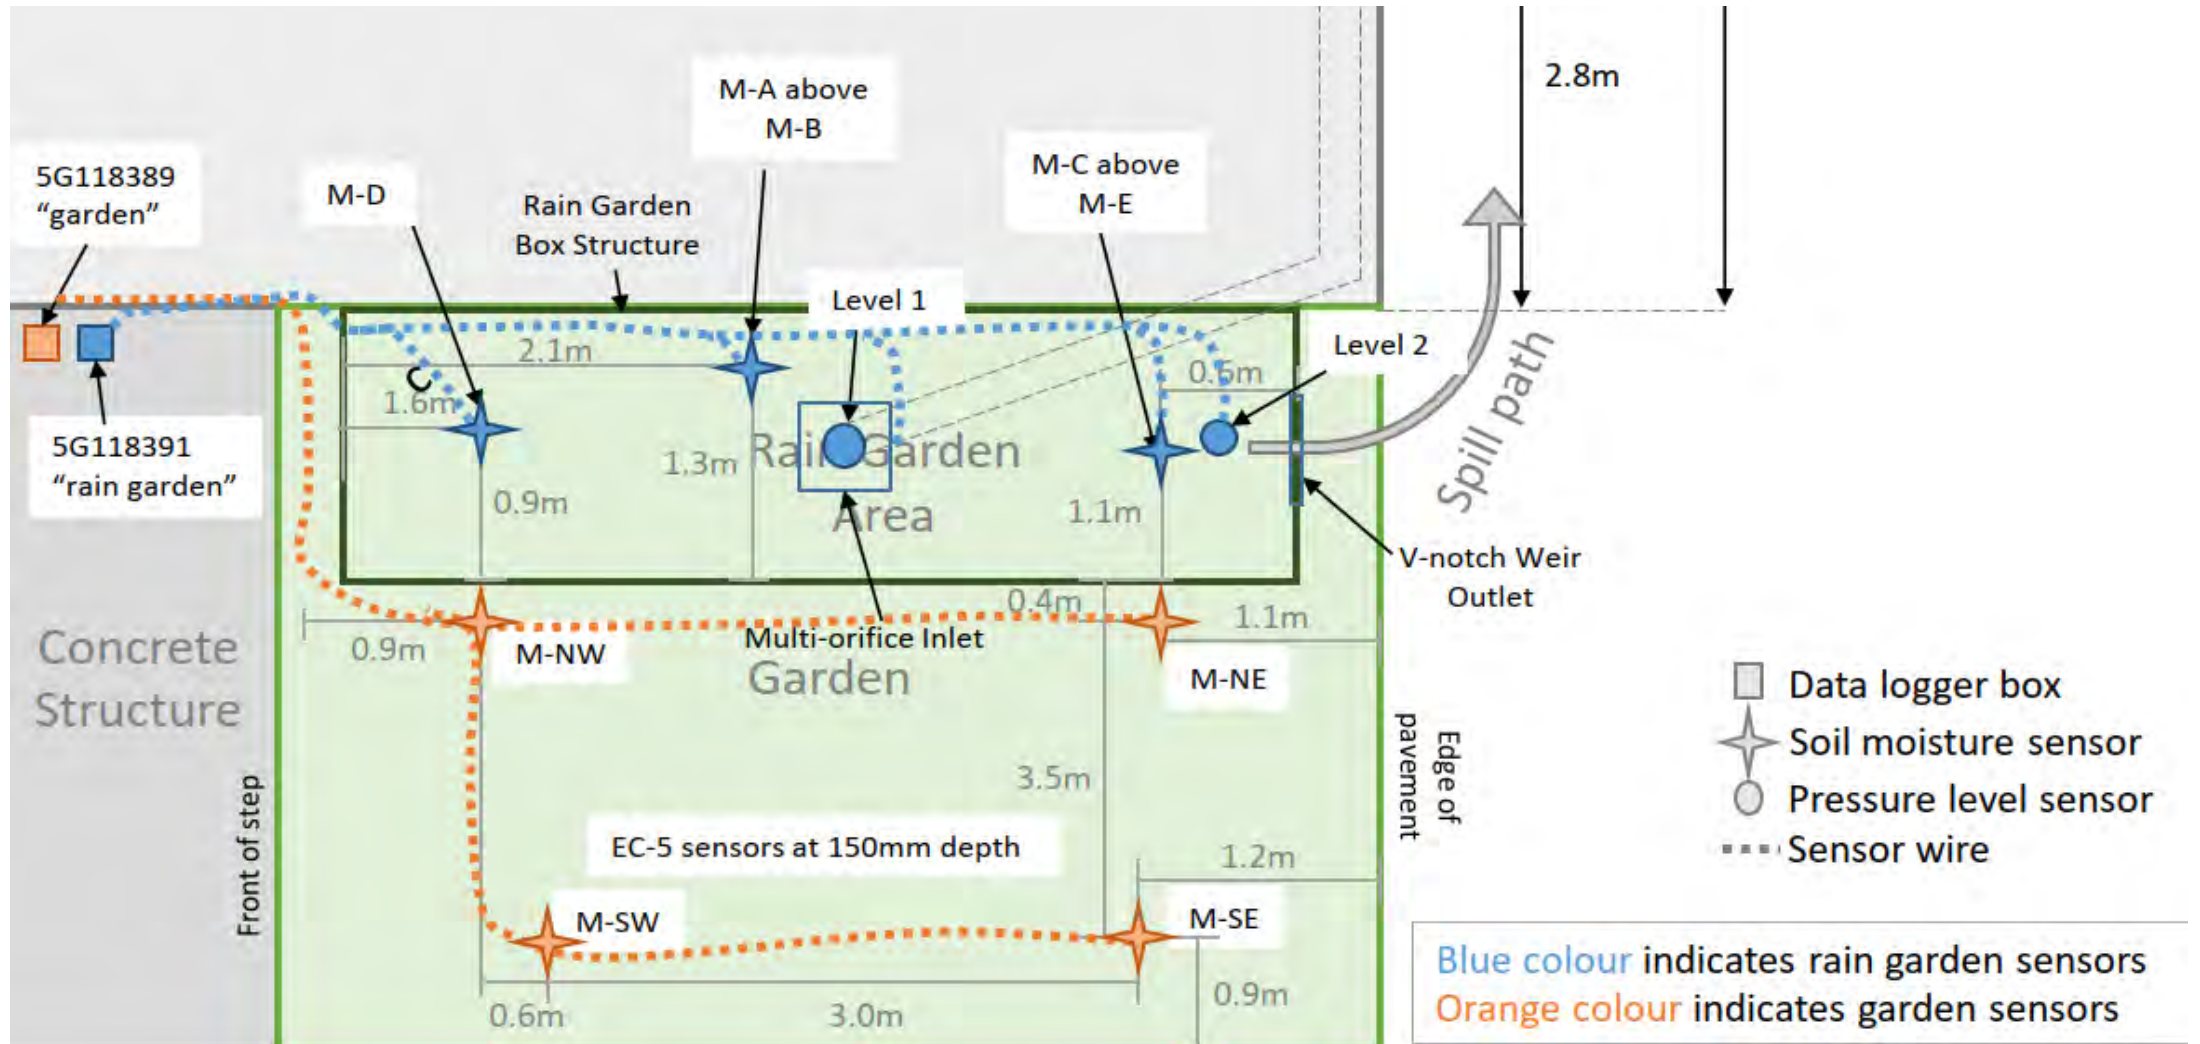 2.8m
M-A above
M-B
M-C above
M-E
5G118389
“garden”
M-D
Rain Garden
Box Structure
Level 1
Level 2
2.1m
0.6m
1.6m
C
5G118391
“rain garden”
1.3m
Rain Garden
Area
0.9m
1.1m
Spill path
V-notch Weir
Outlet
0.4m
1.1m
Multi-orifice Inlet
0.9m
M-NW
M-NE
Garden
Concrete
Structure
Data logger box
Soil moisture sensor
Pressure level sensor
Sensor wire
Edge of
pavement
3.5m
Front of step
EC-5 sensors at 150mm depth
1.2m
M-SW
M-SE
0.6m
3.0m
0.9m
Blue colour indicates rain garden sensors
Orange colour indicates garden sensors